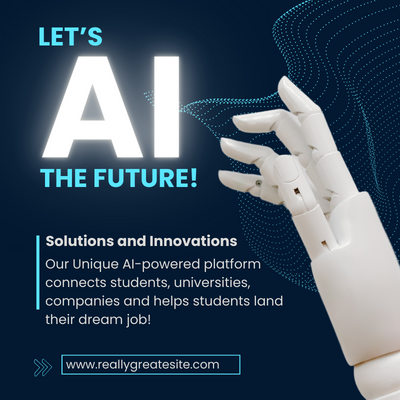 LET’S
AI
THE FUTURE!
Solutions and Innovations
Our Unique AI-powered platform
connects students, universities,
companies and helps students land
their dream job!
www.reallygreatesite.com